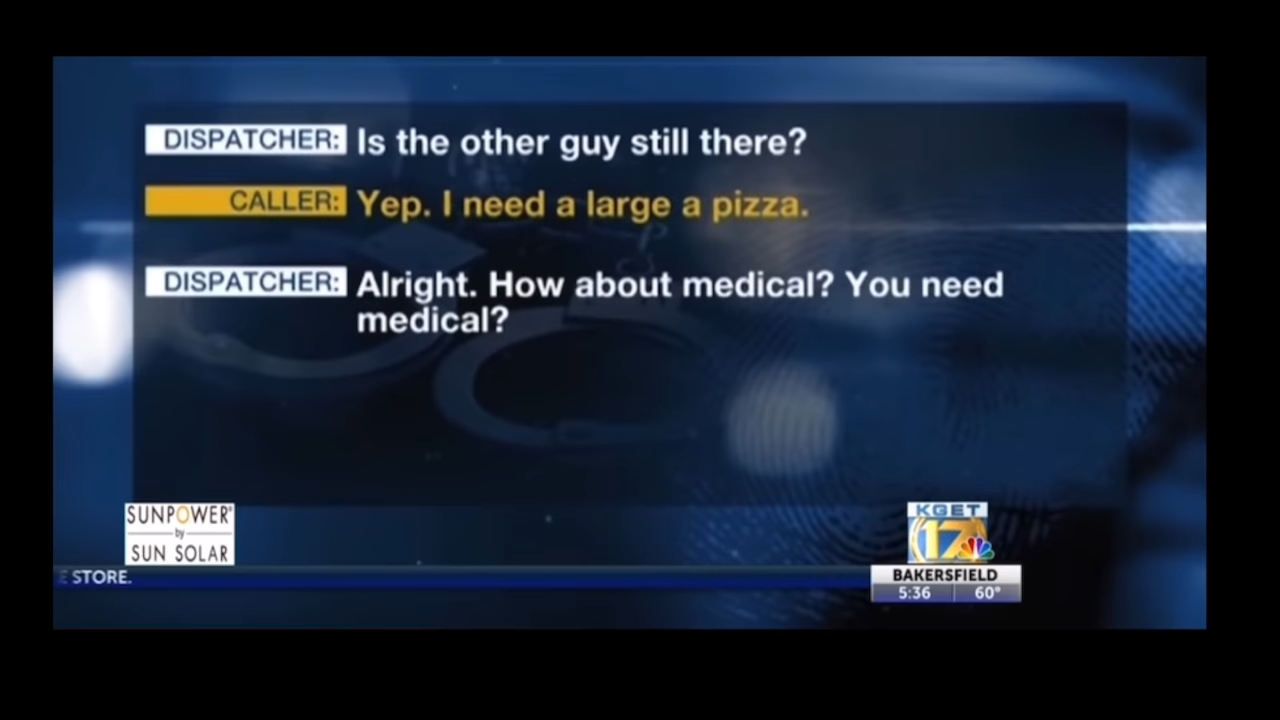 DISPATCHER: Is the other guy still there?
CALLER: Yep. I need a large a pizza.
DISPATCHER: Alright. How about medical? You need
medical?
SUNPOWER®
by
SUN SOLAR
KGET
17
STORE.
BAKERSFIELD
5:36 60°